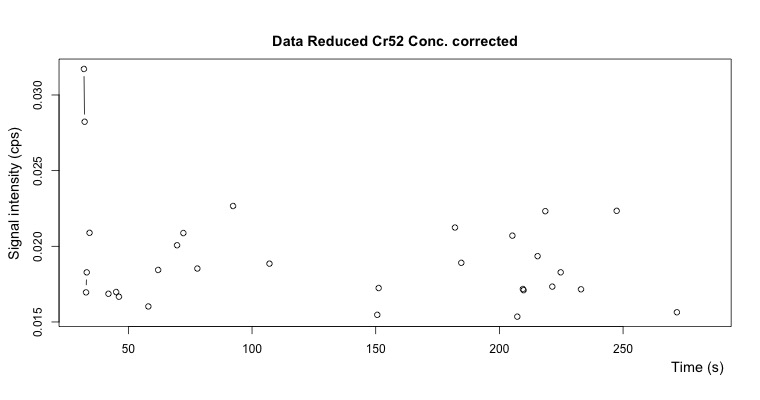 Data Reduced Cr52 Conc. corrected
Signal intensity (cps)
0.030
0.025
0.020
0.015
50 100 150 200 250
Time (s)